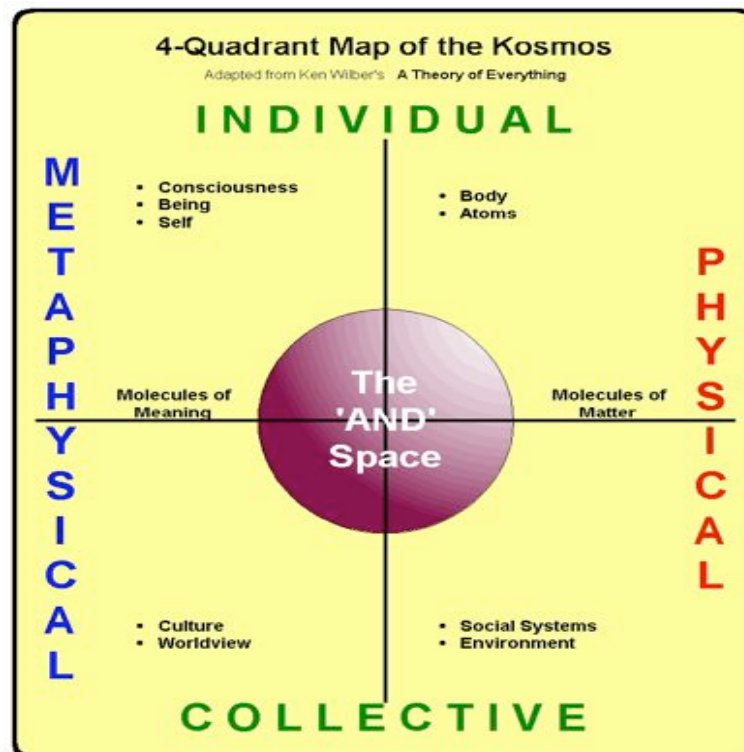 4-Quadrant Map of the Kosmos
Adapted from Ken Wilber's A Theory of Everything
INDIVIDUAL
METAPHYSICAL
• Consciousness
• Being
• Self
• Body
• Atoms
PHYSICAL
Molecules of
Meaning
The
'AND'
Space
Molecules of
Matter
• Culture
• Worldview
• Social Systems
• Environment
COLLECTIVE